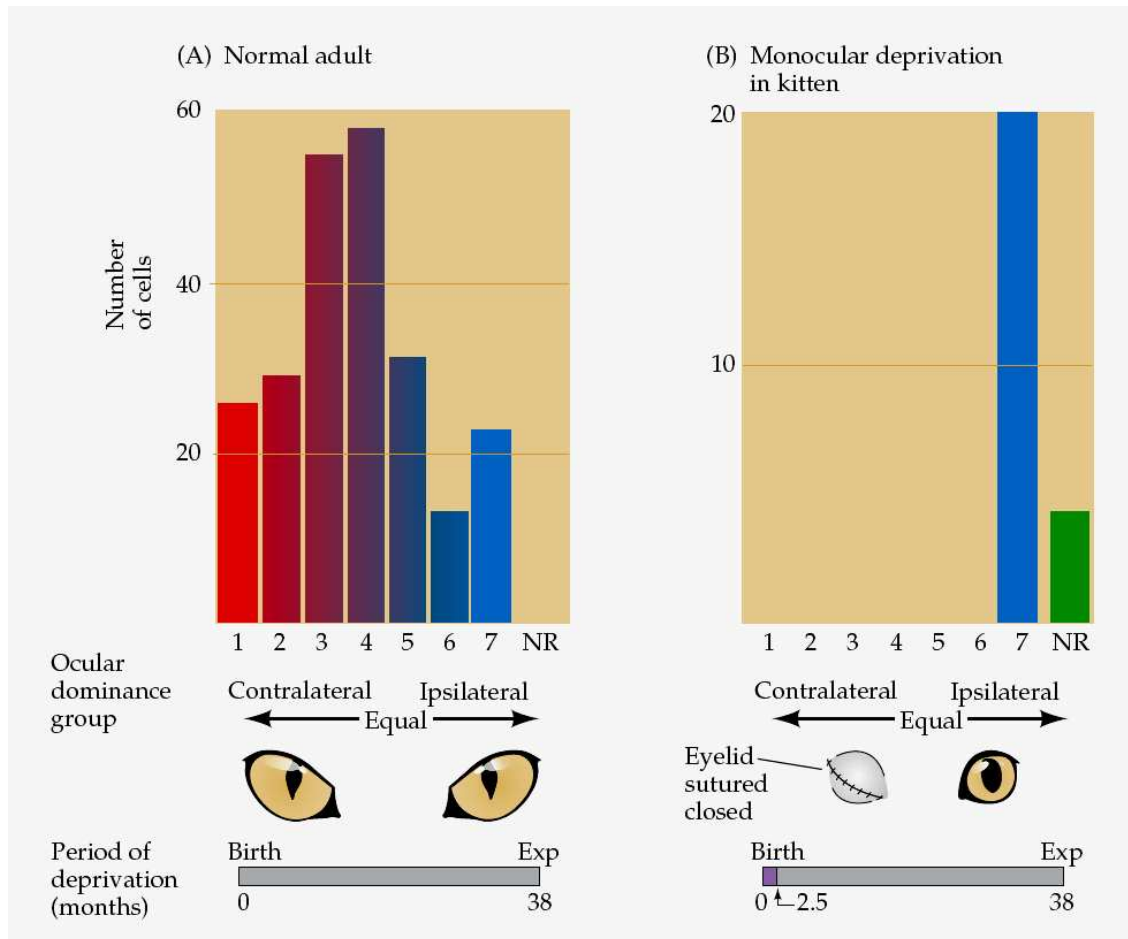 (A) Normal adult
60
40
20
Number
of cells
1 2 3 4 5 6 7 NR
Ocular
dominance
group
Contralateral Ipsilateral
Equal
Period of
deprivation
(months)
Birth Exp
0 38
(B) Monocular deprivation
in kitten
20
10
1 2 3 4 5 6 7 NR
Contralateral Ipsilateral
Equal
Eyelid
sutured
closed
Birth Exp
0 2.5 38